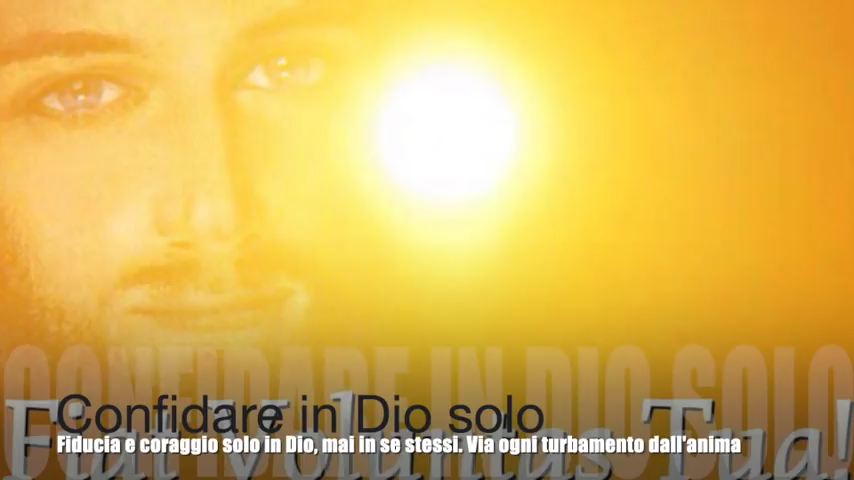 CONFIDARE IN DIO SOLO
Confidare in Dio solo
Fiat Voluntas Tua!
Fiducia e coraggio solo in Dio, mai in se stessi. Via ogni turbamento dall'anima